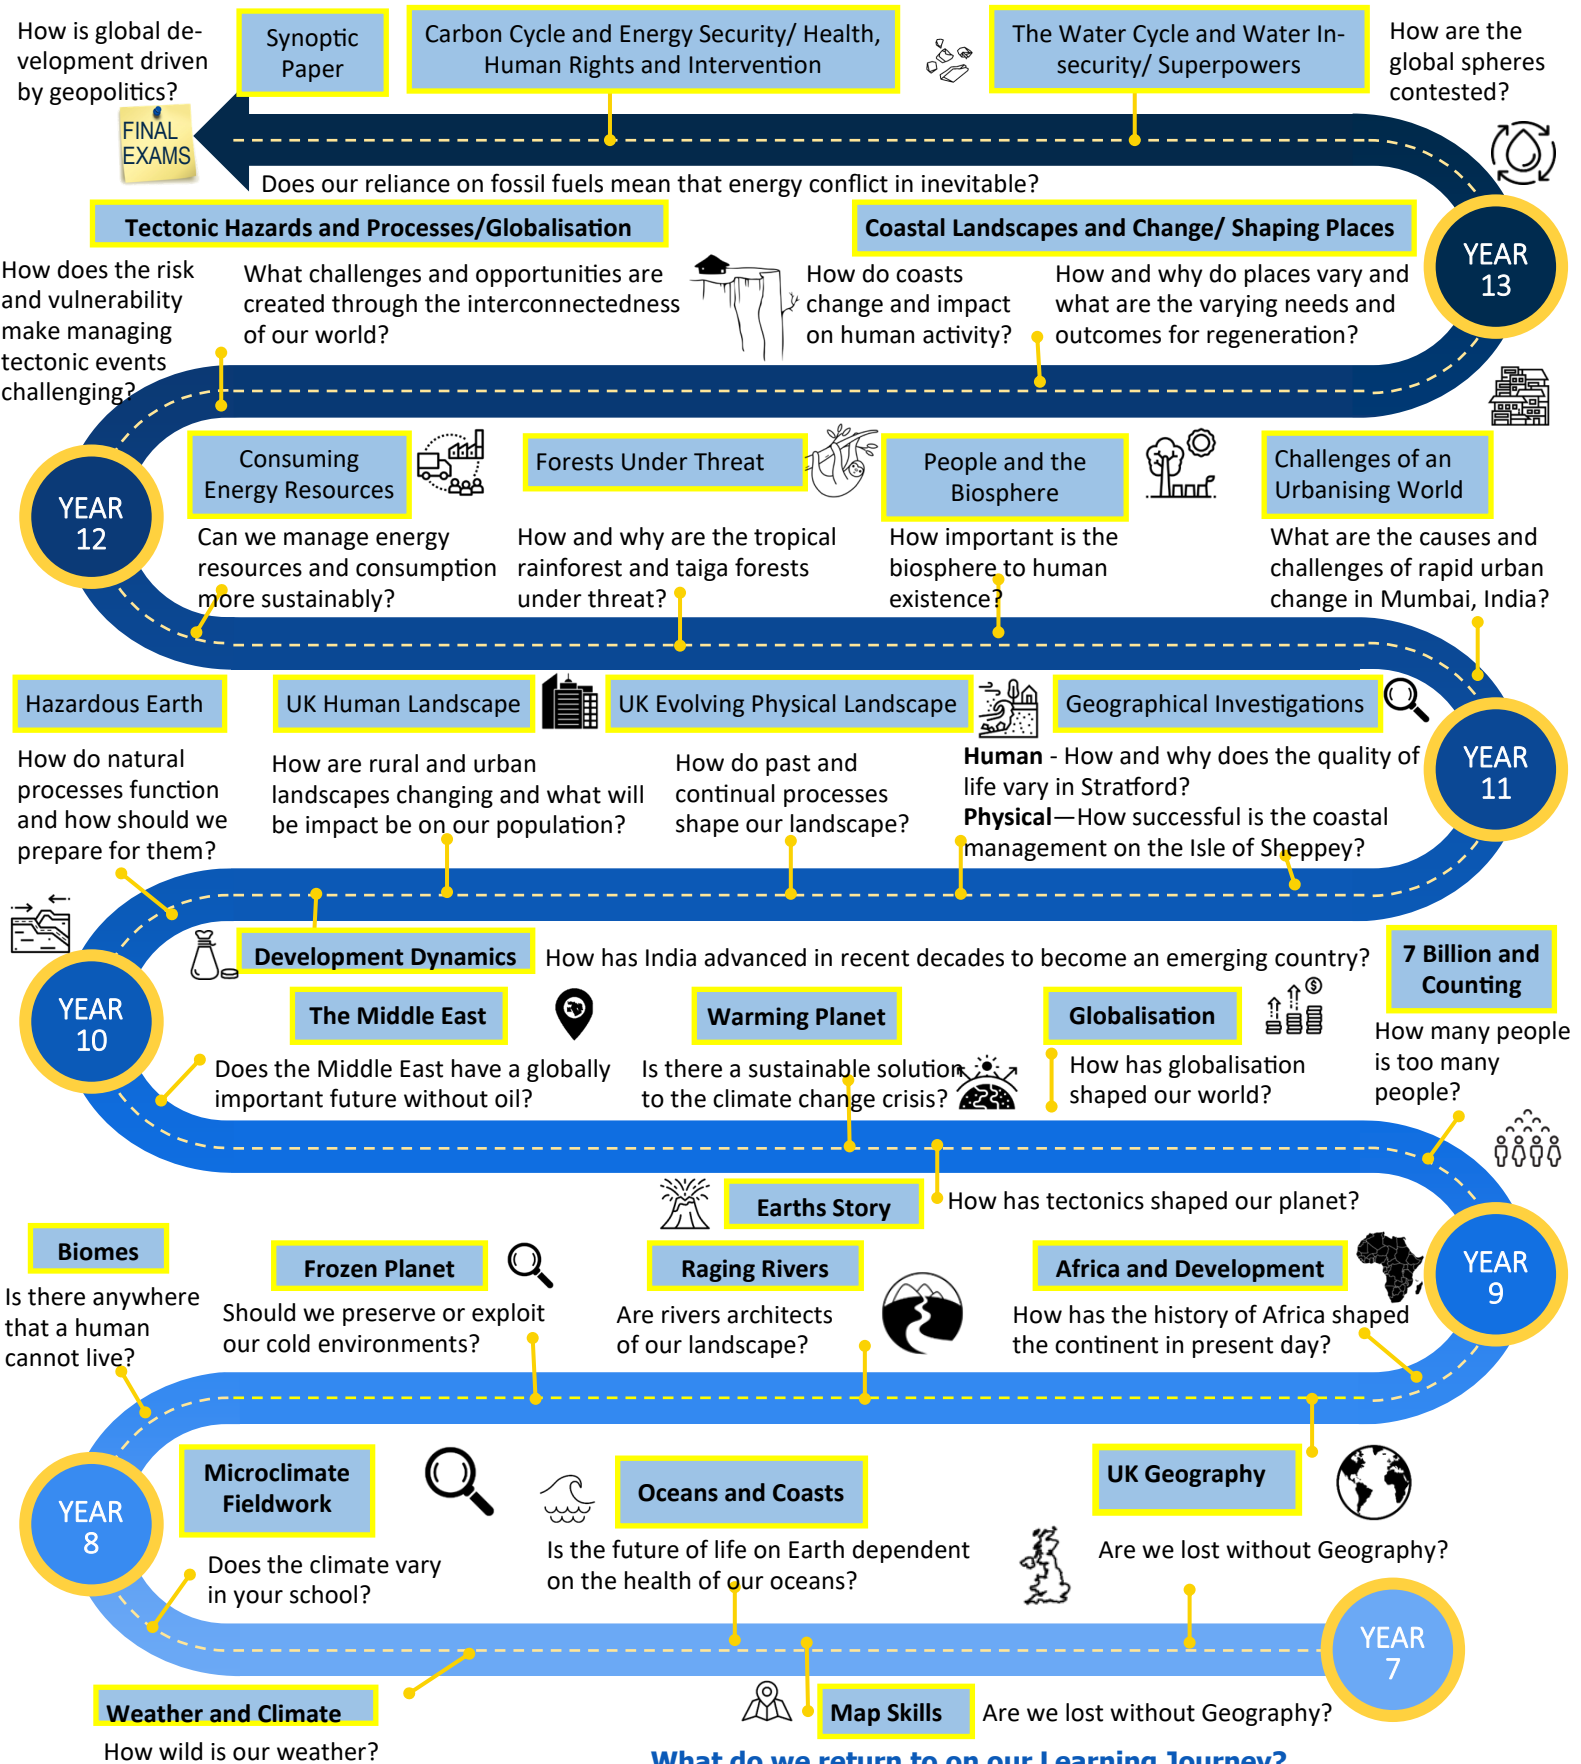 How is global de-
velopment driven
by geopolitics?
Synoptic
Paper
Carbon Cycle and Energy Security/ Health,
Human Rights and Intervention
The Water Cycle and Water In-
security/ Superpowers
How are the
global spheres
contested?
FINAL
EXAMS
Does our reliance on fossil fuels mean that energy conflict in inevitable?
Tectonic Hazards and Processes/Globalisation
Coastal Landscapes and Change/ Shaping Places
YEAR
13
How does the risk
and vulnerability
make managing
tectonic events
challenging?
What challenges and opportunities are
created through the interconnectedness
of our world?
How do coasts
change and impact
on human activity?
How and why do places vary and
what are the varying needs and
outcomes for regeneration?
YEAR
12
Consuming
Energy Resources
Forests Under Threat
People and the
Biosphere
Challenges of an
Urbanising World
Can we manage energy
resources and consumption
more sustainably?
How and why are the tropical
rainforest and taiga forests
under threat?
How important is the
biosphere to human
existence?
What are the causes and
challenges of rapid urban
change in Mumbai, India?
Hazardous Earth
UK Human Landscape
UK Evolving Physical Landscape
Geographical Investigations
How do natural
processes function
and how should we
prepare for them?
How are rural and urban
landscapes changing and what will
be impact be on our population?
How do past and
continual processes
shape our landscape?
Human - How and why does the quality of
life vary in Stratford?
Physical—How successful is the coastal
management on the Isle of Sheppey?
YEAR
11
Development Dynamics
How has India advanced in recent decades to become an emerging country?
7 Billion and
Counting
YEAR
10
The Middle East
Warming Planet
Globalisation
How many people
is too many
people?
Does the Middle East have a globally
important future without oil?
Is there a sustainable solution
to the climate change crisis?
How has globalisation
shaped our world?
Earths Story
How has tectonics shaped our planet?
Biomes
Frozen Planet
Raging Rivers
Africa and Development
YEAR
9
Is there anywhere
that a human
cannot live?
Should we preserve or exploit
our cold environments?
Are rivers architects
of our landscape?
How has the history of Africa shaped
the continent in present day?
YEAR
8
Microclimate
Fieldwork
Oceans and Coasts
UK Geography
Does the climate vary
in your school?
Is the future of life on Earth dependent
on the health of our oceans?
Are we lost without Geography?
YEAR
7
Weather and Climate
Map Skills
Are we lost without Geography?
How wild is our weather?
What do we return to on our Learning Journey?